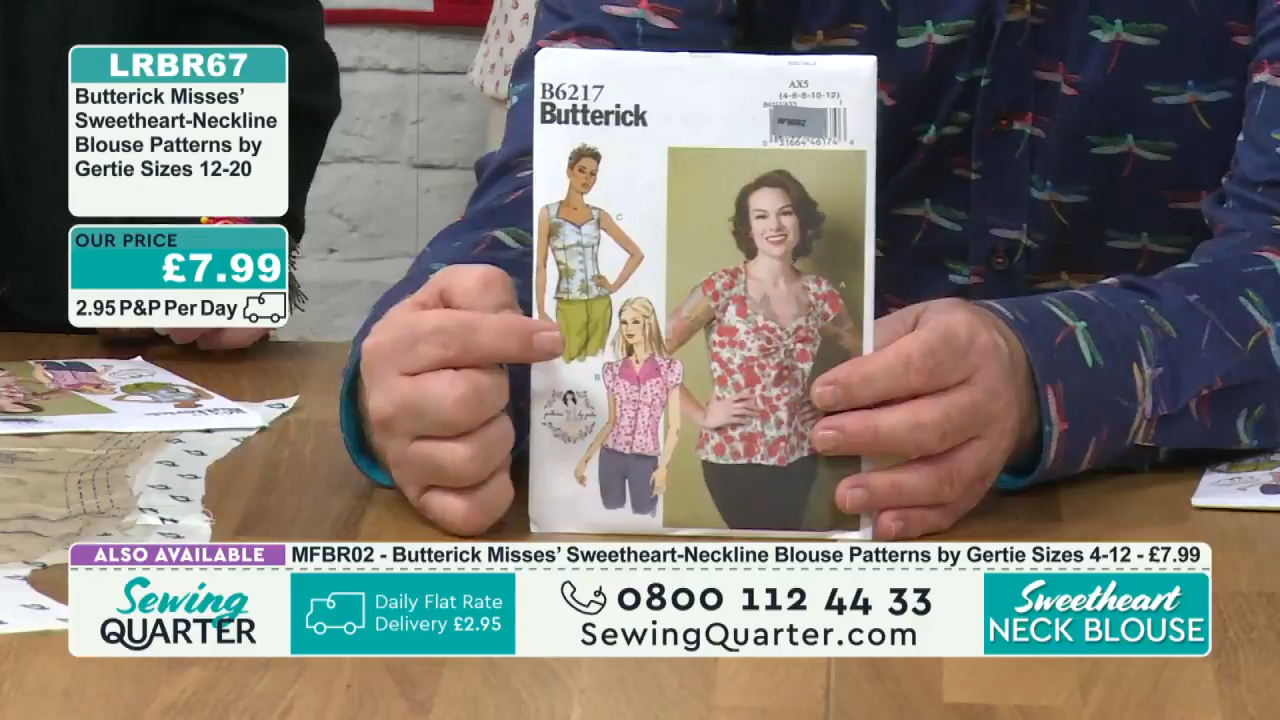 LRBR67
Butterick Misses’
Sweetheart-Neckline
Blouse Patterns by
Gertie Sizes 12-20
OUR PRICE
£7.99
2.95 P&P Per Day
B6217
Butterick
AX5
(4-6-8-10-12)
MFBR02
C
A
B
ALSO AVAILABLE
MFBR02 - Butterick Misses’ Sweetheart-Neckline Blouse Patterns by Gertie Sizes 4-12 - £7.99
Sewing
QUARTER
Daily Flat Rate
Delivery £2.95
0800 112 44 33
SewingQuarter.com
Sweetheart
NECK BLOUSE